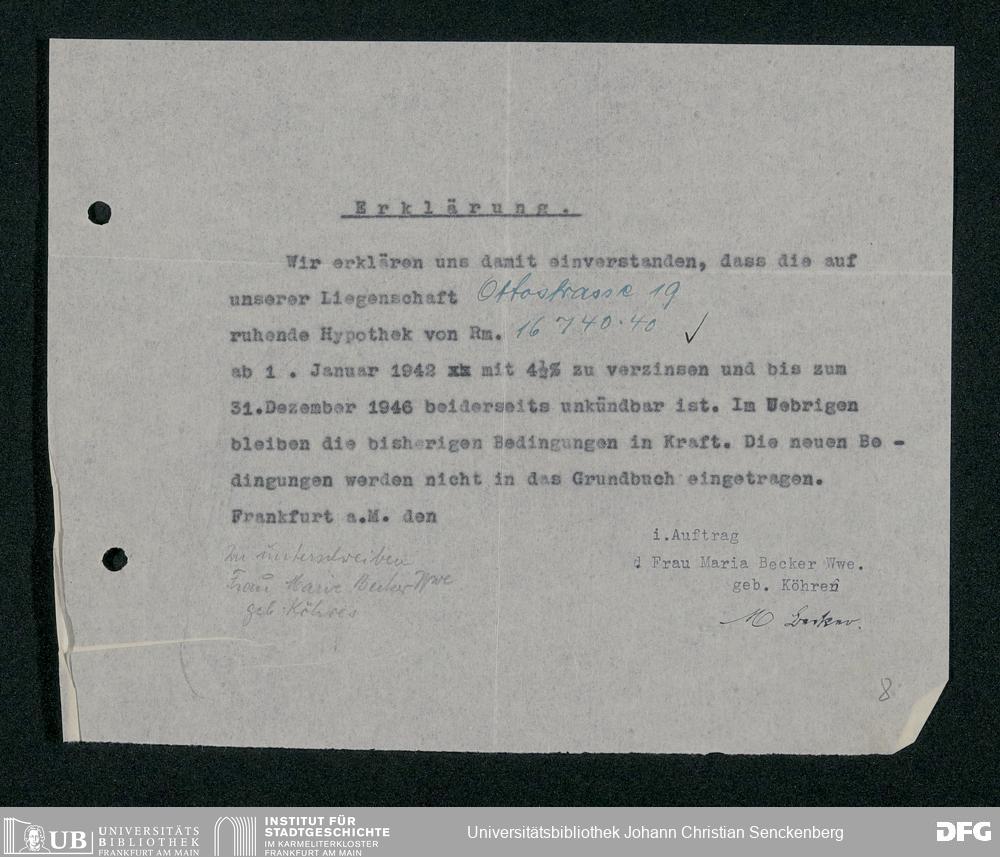 Erklärung.
Wir erklären uns damit einverstanden, dass die auf
unserer Liegenschaft Ottostrasse 19
ruhende Hypothek von Rm. 16 740.40 ✓
ab 1 . Januar 1942 xx mit 4½% zu verzinsen und bis zum
31.Dezember 1946 beiderseits unkündbar ist. Im Uebrigen
bleiben die bisherigen Bedingungen in Kraft. Die neuen Be -
dingungen werden nicht in das Grundbuch eingetragen.
Frankfurt a.M. den
i.Auftrag
d Frau Maria Becker Wwe.
geb. Köhren
M Becker.
Zu unterschreiben
Frau Marie Becker Wwe
geb. Köhres
8
UB UNIVERSITÄTS
BIBLIOTHEK
FRANKFURT AM MAIN
INSTITUT FÜR
STADTGESCHICHTE
IM KARMELITERKLOSTER
FRANKFURT AM MAIN
Universitätsbibliothek Johann Christian Senckenberg
DFG